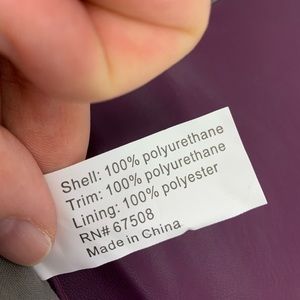 Shell: 100% polyurethane
Trim: 100% polyurethane
Lining: 100% polyester
RN# 67508
Made in China